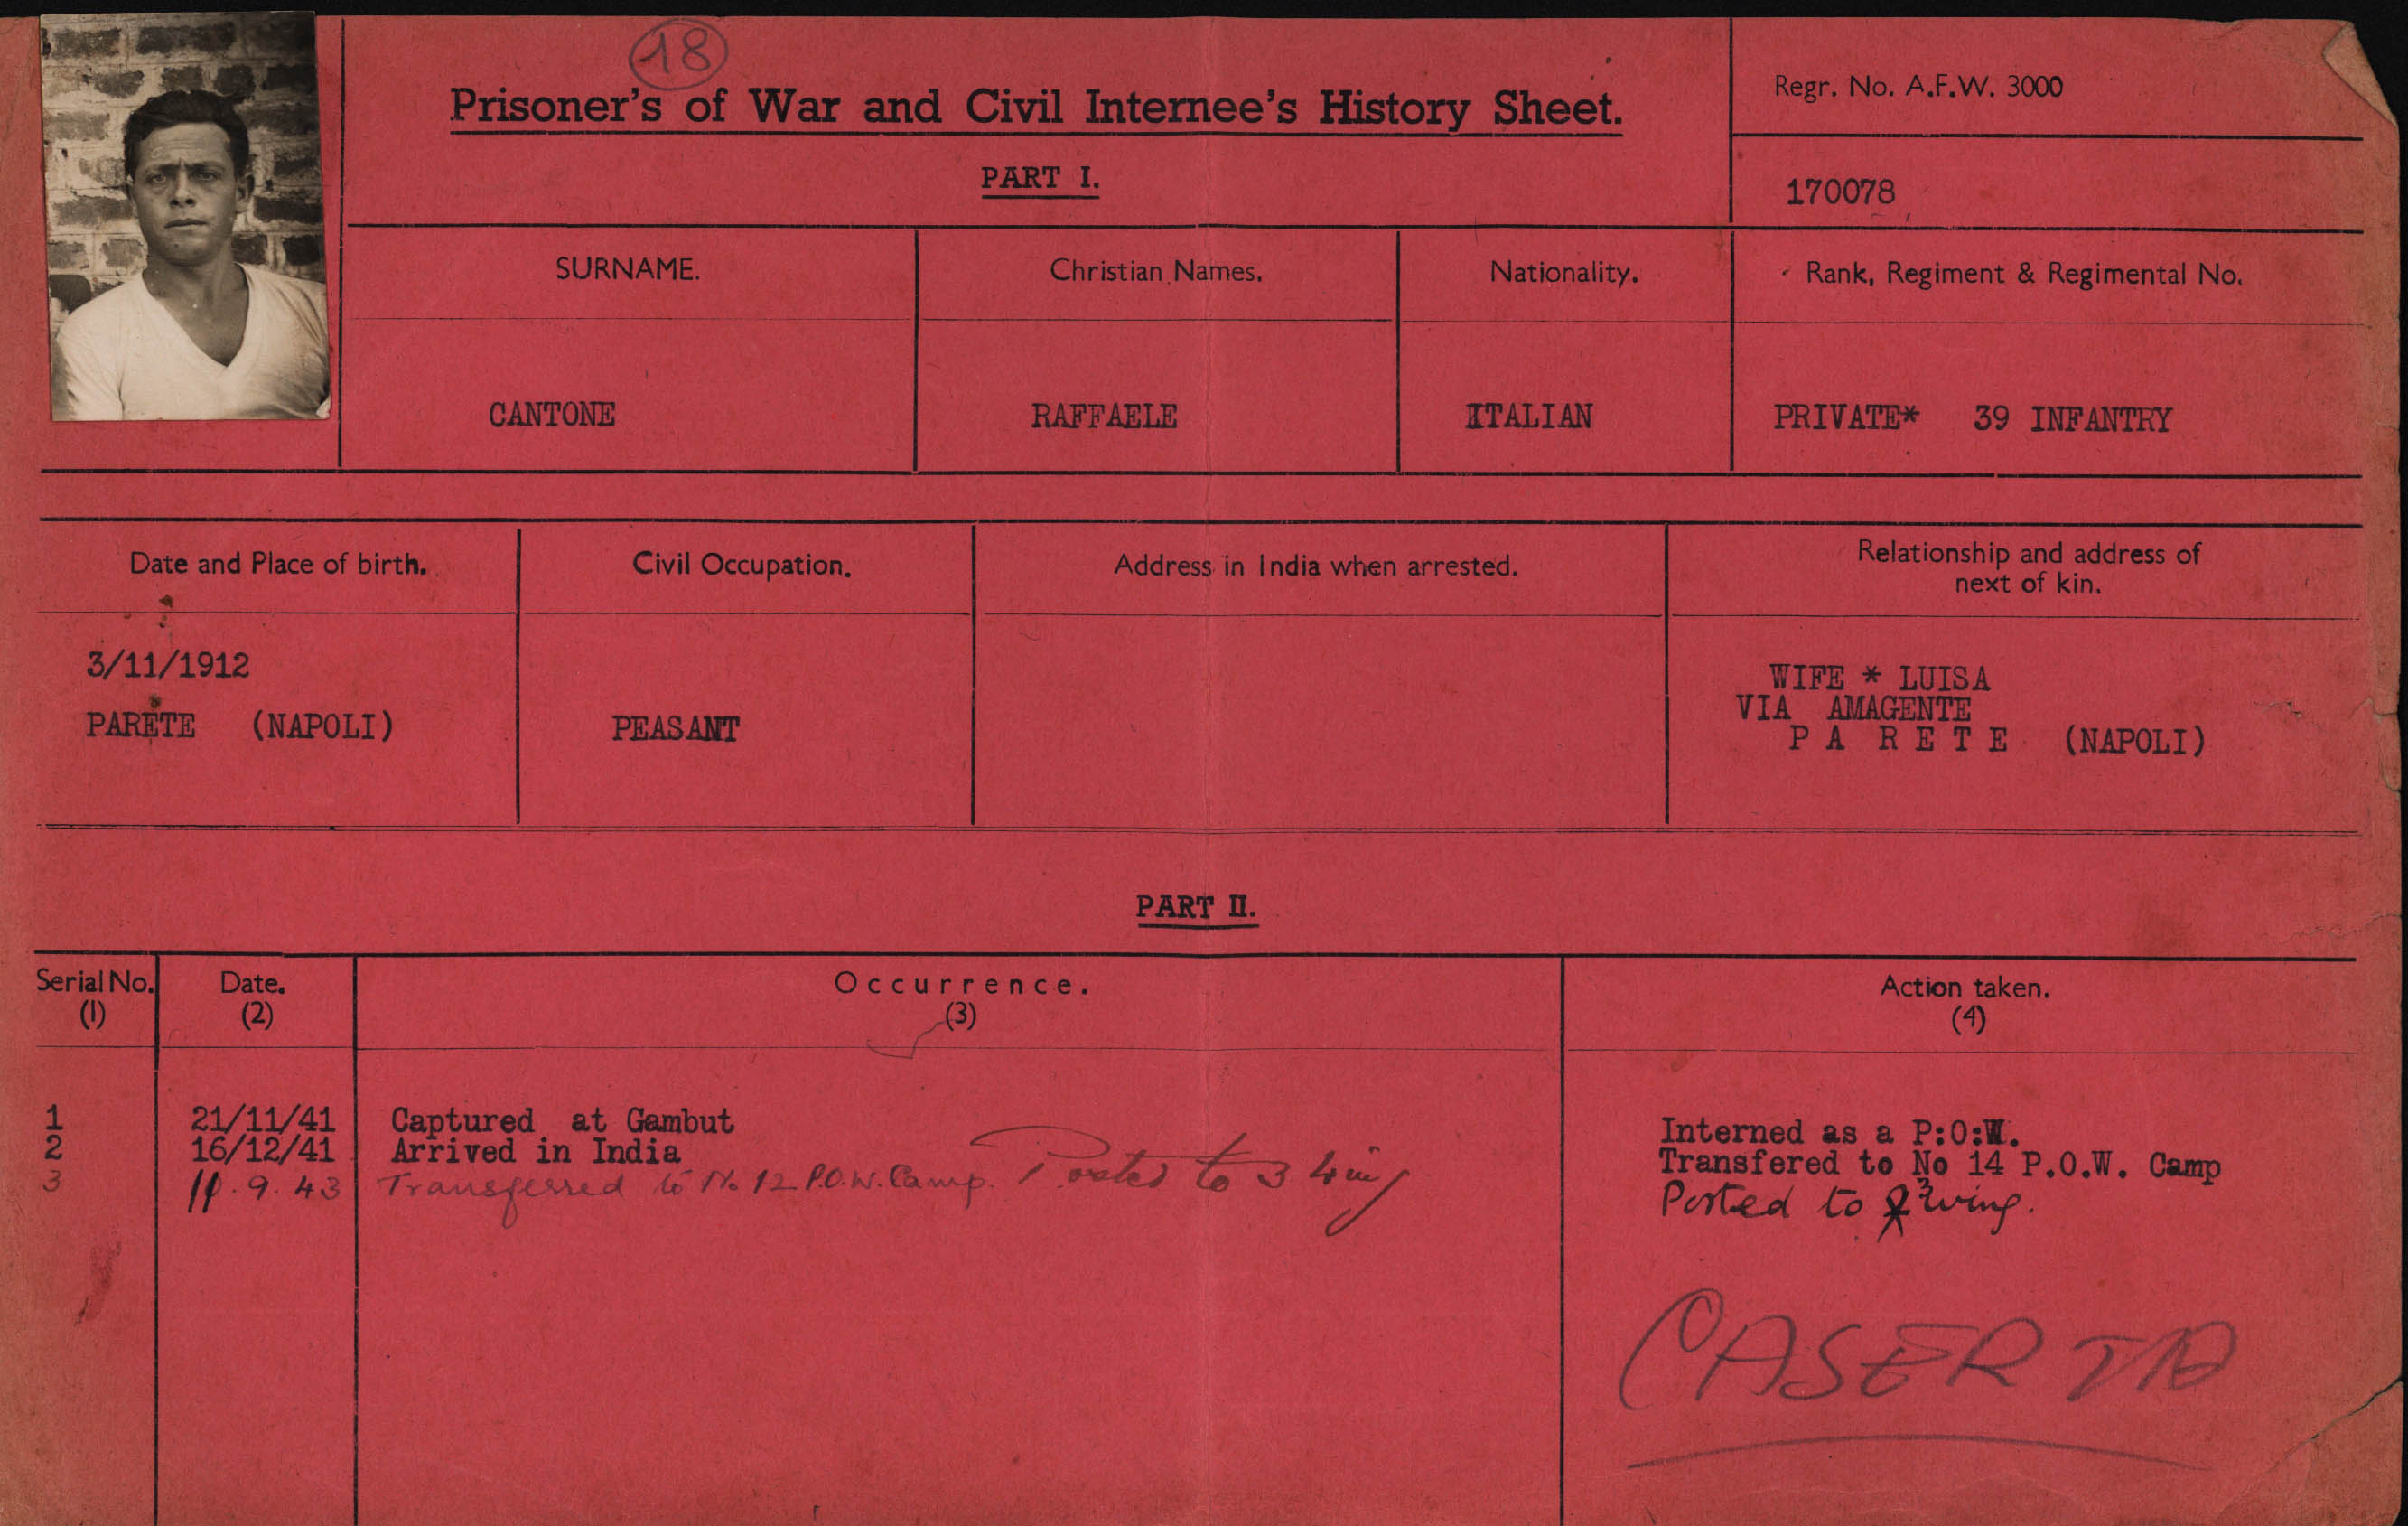 18
Prisoner's of War and Civil Internee's History Sheet.
Regr. No. A.F.W. 3000
PART I.
170078
SURNAME. Christian Names. Nationality. Rank, Regiment & Regimental No.
CANTONE RAFFAELE ITALIAN PRIVATE* 39 INFANTRY
Date and Place of birth. Civil Occupation. Address in India when arrested. Relationship and address of
next of kin.
3/11/1912 WIFE * LUISA
VIA AMAGENTE
PARETE (NAPOLI) PEASANT P A R E T E (NAPOLI)
PART II.
Serial No. Date. Occurrence. Action taken.
(1) (2) (3) (4)
1 21/11/41 Captured at Gambut Interned as a P:O:W.
2 16/12/41 Arrived in India Transfered to No 14 P.O.W. Camp
3 11.9.43 Transferred to No 12 P.O.W. Camp. Posted to 3 Wing Posted to 3 wing.
CASERTA